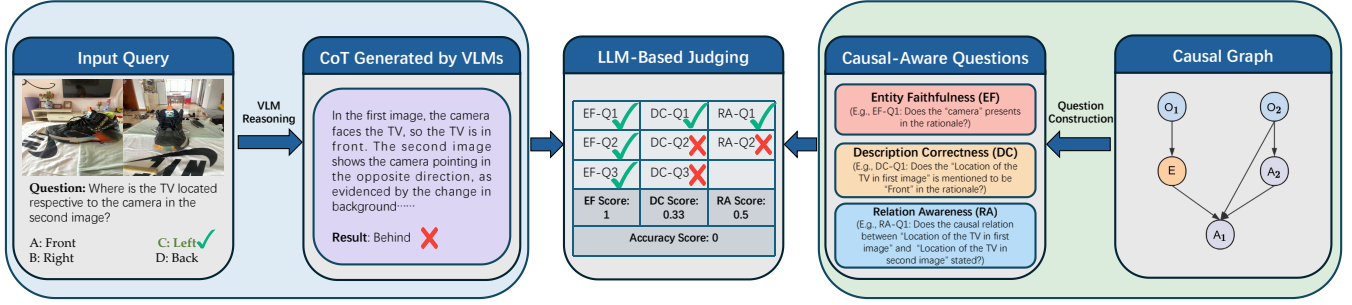 Input Query
Question: Where is the TV located
respective to the camera in the
second image?
A: Front
C: Left
B: Right
D: Back
VLM
Reasoning
CoT Generated by VLMs
In the first image, the camera
faces the TV, so the TV is in
front. The second image
shows the camera pointing in
the opposite direction, as
evidenced by the change in
background······
Result: Behind
LLM-Based Judging
EF-Q1 DC-Q1 RA-Q1
EF-Q2 DC-Q2 RA-Q2
EF-Q3 DC-Q3
EF Score: DC Score: RA Score:
1 0.33 0.5
Accuracy Score: 0
Causal-Aware Questions
Entity Faithfulness (EF)
(E.g., EF-Q1: Does the “camera” presents
in the rationale?)
Description Correctness (DC)
(E.g., DC-Q1: Does the “Location of the
TV in first image” is mentioned to be
“Front” in the rationale?)
Relation Awareness (RA)
(E.g., RA-Q1: Does the causal relation
between “Location of the TV in first
image” and “Location of the TV in
second image” stated?)
Question
Construction
Causal Graph
O1 O2
E A2
A1